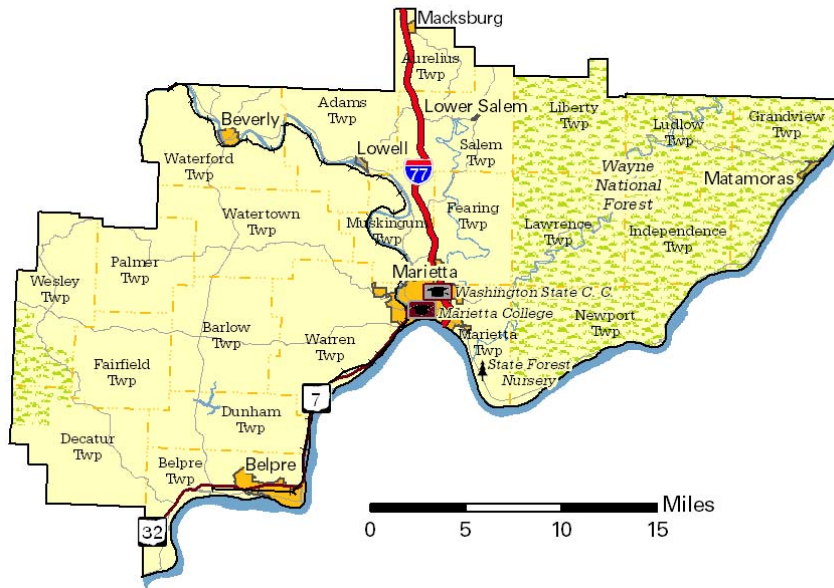 Macksburg
Aurelius
Twp
Adams
Twp
Lower Salem
Liberty
Twp
Ludlow
Twp
Grandview
Twp
Beverly
Lowell
Salem
Twp
Waterford
Twp
77
Wayne
National
Forest
Matamoras
Watertown
Twp
Muskingum
Twp
Fearing
Twp
Lawrence
Twp
Independence
Twp
Palmer
Twp
Wesley
Twp
Marietta
Washington State C. C.
Marietta College
Barlow
Twp
Warren
Twp
Marietta
Twp
Newport
Twp
Fairfield
Twp
State Forest
Nursery
7
Dunham
Twp
Decatur
Twp
Belpre
Twp
Belpre
32
Miles
0 5 10 15